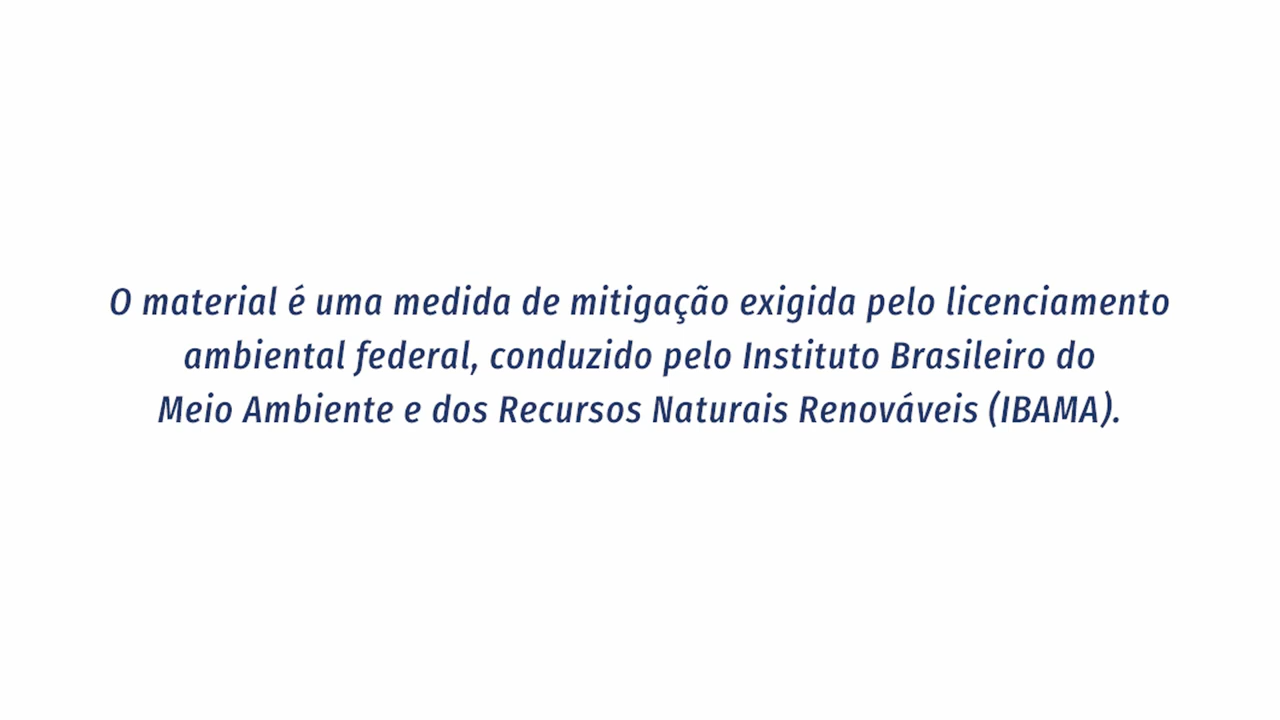 O material é uma medida de mitigação exigida pelo licenciamento
ambiental federal, conduzido pelo Instituto Brasileiro do
Meio Ambiente e dos Recursos Naturais Renováveis (IBAMA).